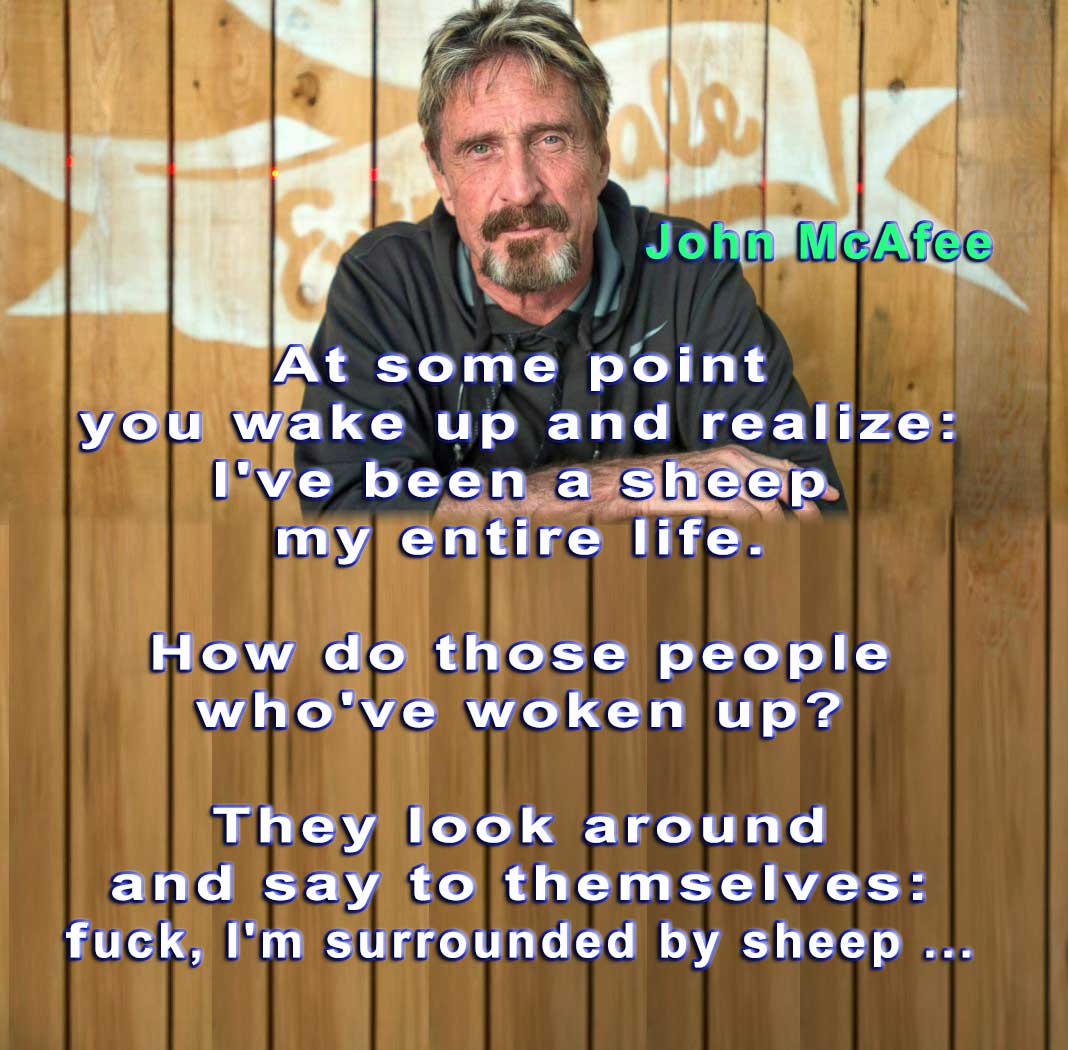 John McAfee
At some point
you wake up and realize:
I've been a sheep
my entire life.
How do those people
who've woken up?
They look around
and say to themselves:
fuck, I'm surrounded by sheep ...